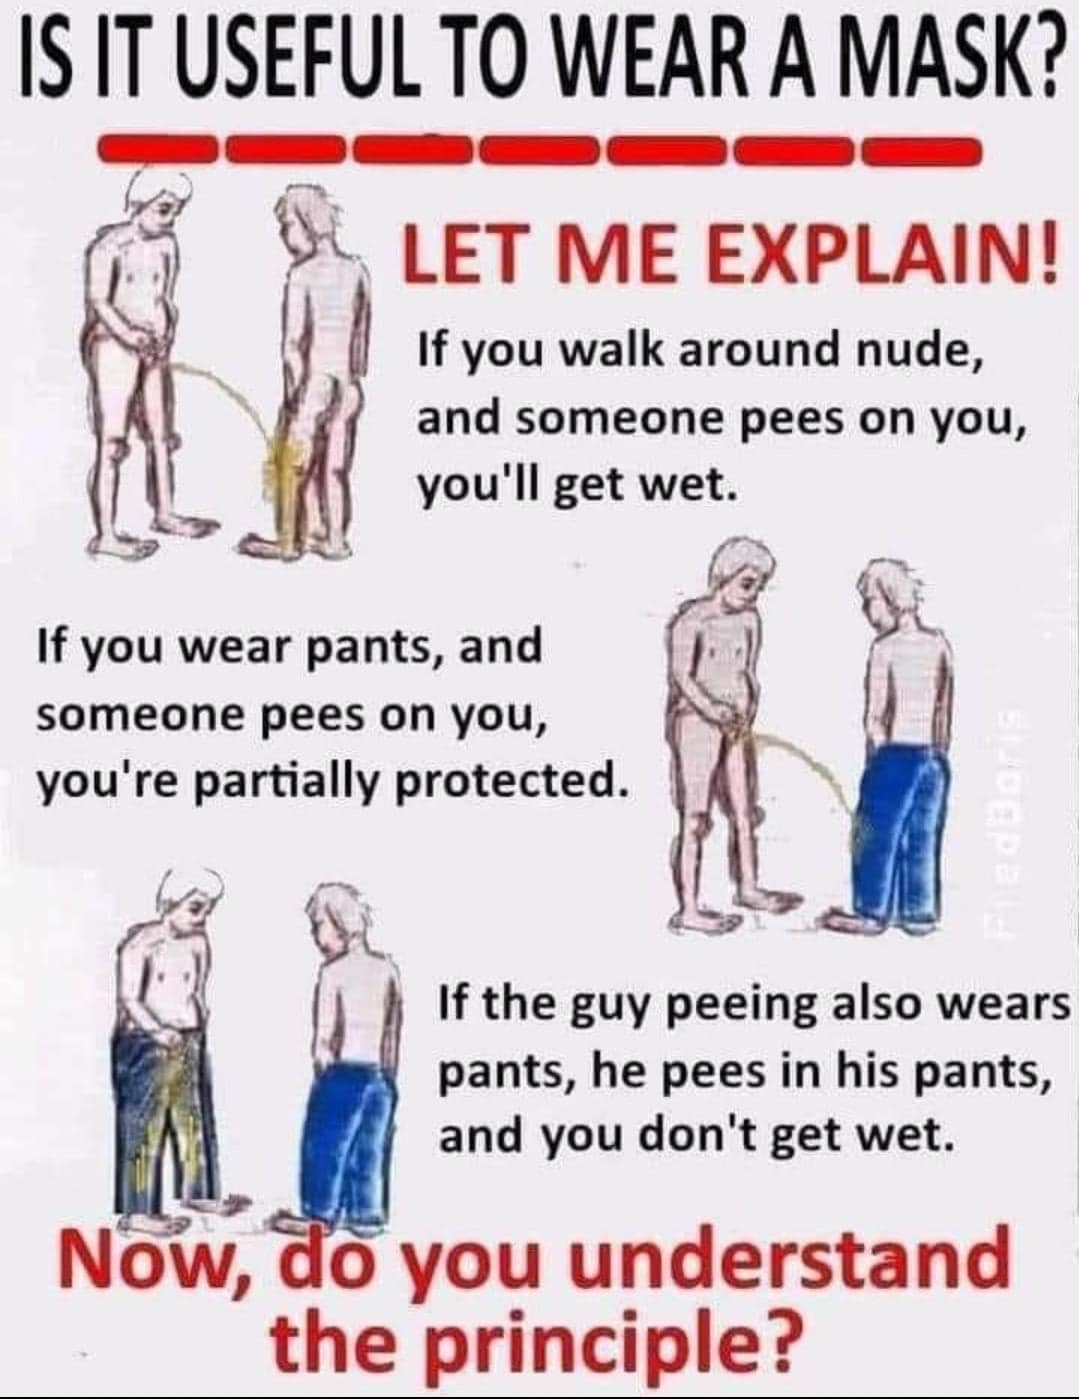 IS IT USEFUL TO WEAR A MASK?
LET ME EXPLAIN!
If you walk around nude,
and someone pees on you,
you'll get wet.
If you wear pants, and
someone pees on you,
you're partially protected.
FriedBoris
If the guy peeing also wears
pants, he pees in his pants,
and you don't get wet.
Now, do you understand
the principle?